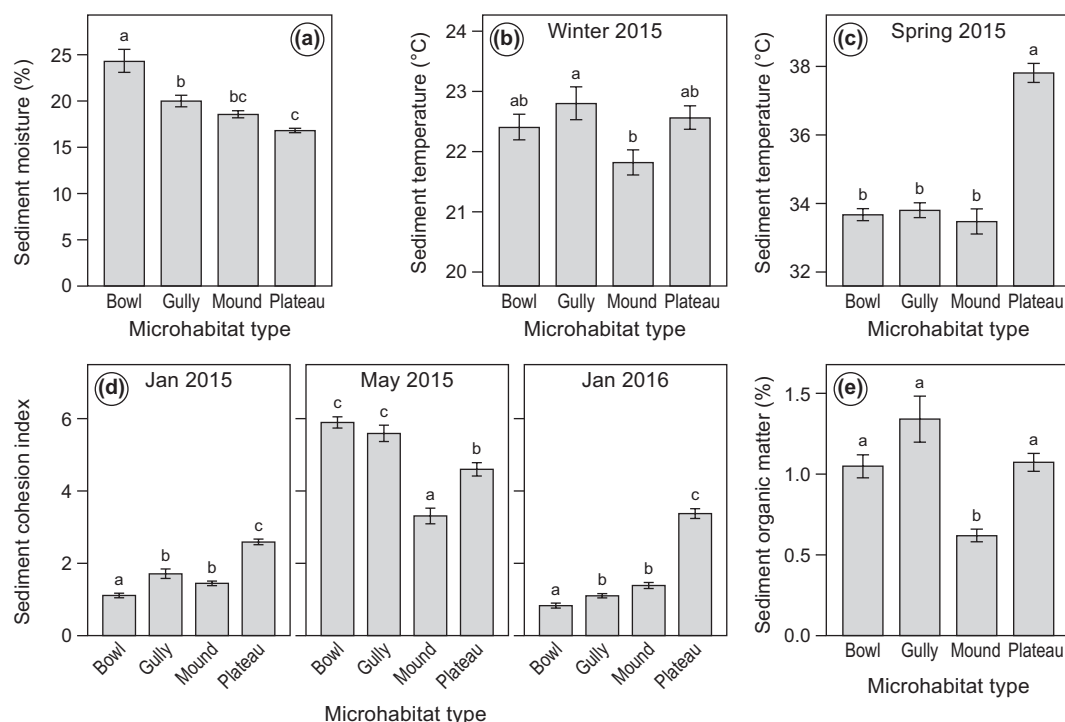 (a)
Sediment moisture (%)
25
20
15
10
5
0
a
b
bc
c
Bowl Gully Mound Plateau
Microhabitat type
(b) Winter 2015
Sediment temperature (°C)
24
23
22
21
20
ab
a
b
ab
Bowl Gully Mound Plateau
Microhabitat type
(c) Spring 2015
Sediment temperature (°C)
38
36
34
32
b
b
b
a
Bowl Gully Mound Plateau
Microhabitat type
(d) Jan 2015
Sediment cohesion index
6
4
2
0
a
b
b
c
Bowl
Gully
Mound
Plateau
May 2015
c
c
a
b
Bowl
Gully
Mound
Plateau
Jan 2016
a
b
b
c
Bowl
Gully
Mound
Plateau
Microhabitat type
(e)
Sediment organic matter (%)
1.5
1.0
0.5
0.0
a
a
b
a
Bowl Gully Mound Plateau
Microhabitat type